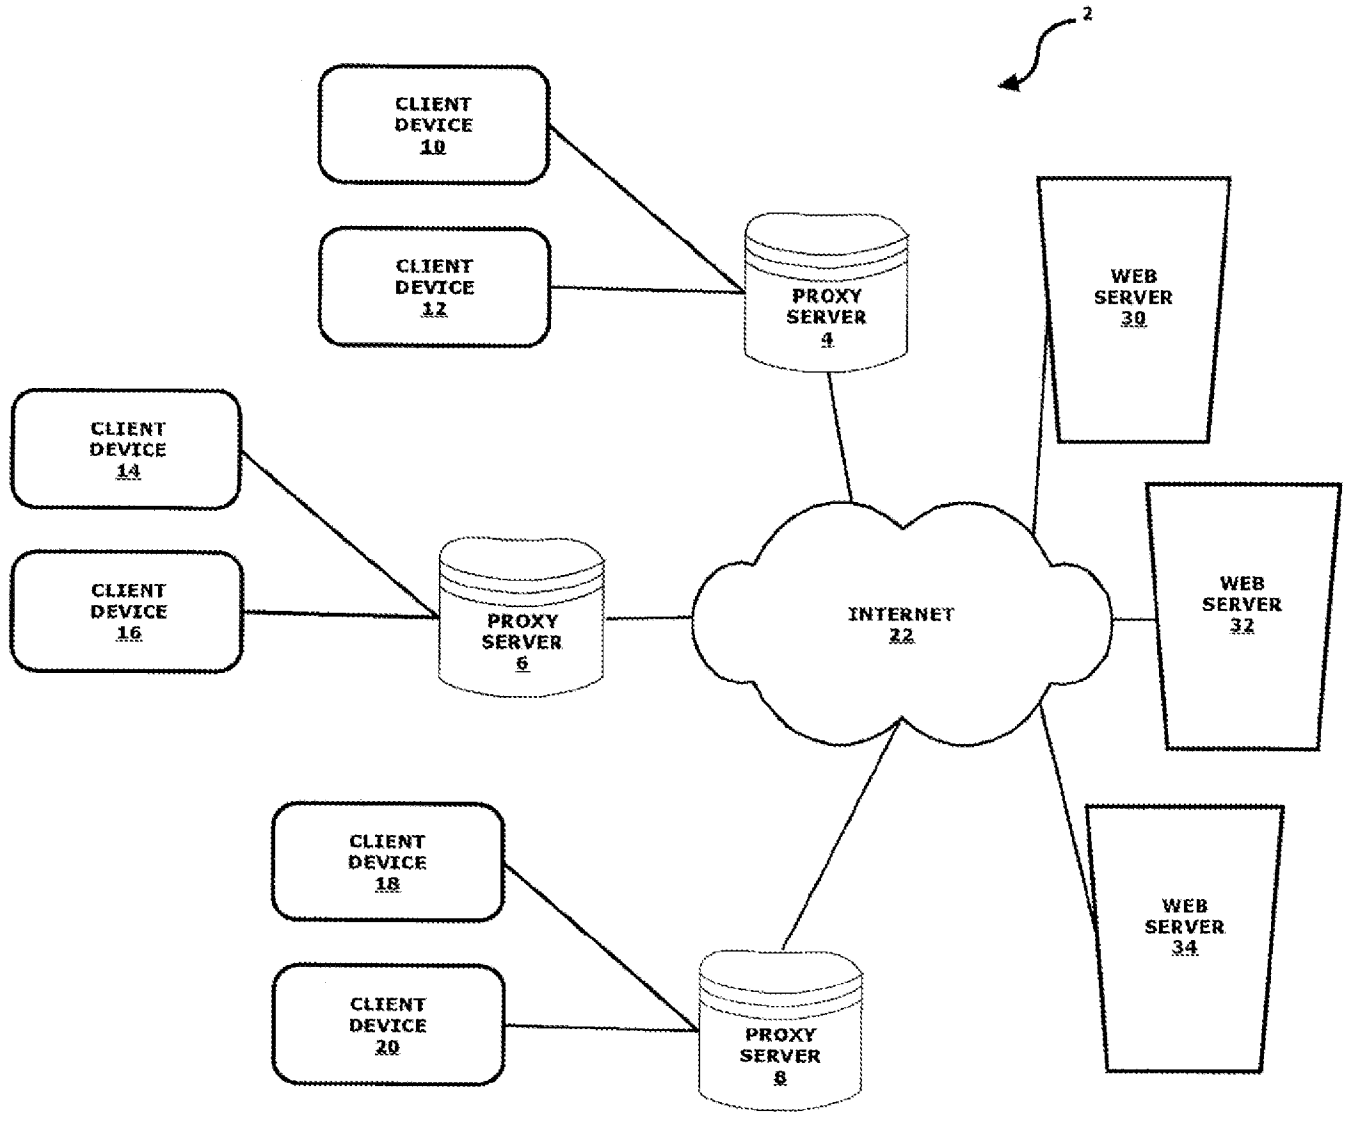 2
CLIENT
DEVICE
10
CLIENT
DEVICE
12
PROXY
SERVER
4
WEB
SERVER
30
CLIENT
DEVICE
14
CLIENT
DEVICE
16
PROXY
SERVER
6
INTERNET
22
WEB
SERVER
32
CLIENT
DEVICE
18
CLIENT
DEVICE
20
PROXY
SERVER
8
WEB
SERVER
34